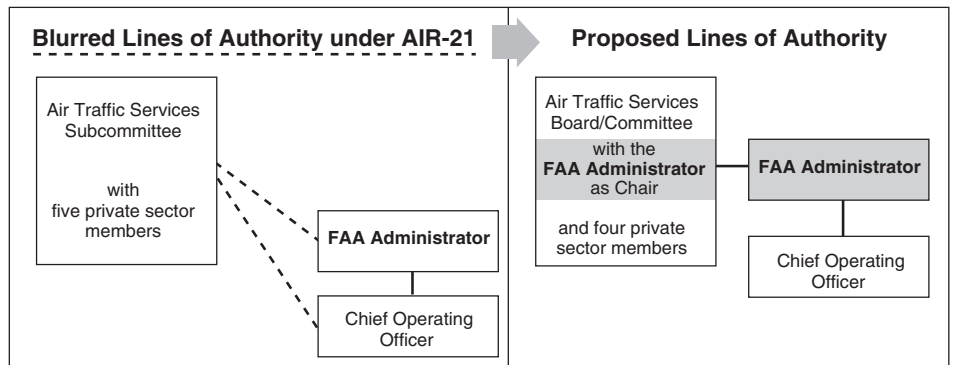 Blurred Lines of Authority under AIR-21
Air Traffic Services
Subcommittee
with
five private sector
members
FAA Administrator
Chief Operating
Officer
Proposed Lines of Authority
Air Traffic Services
Board/Committee
with the
FAA Administrator
as Chair
and four private
sector members
FAA Administrator
Chief Operating
Officer